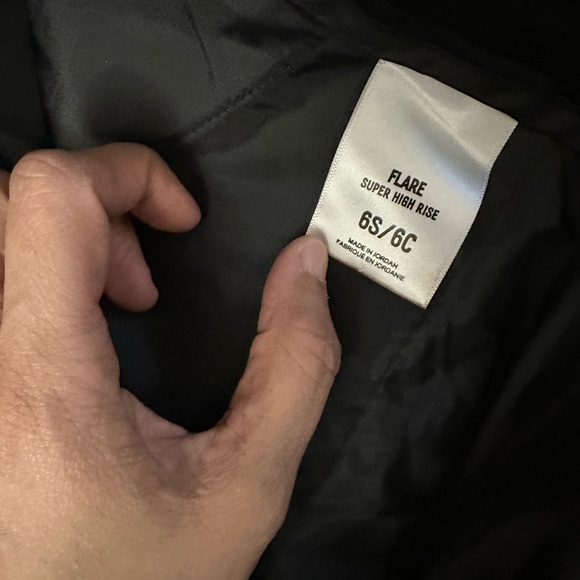 FLARE
SUPER HIGH RISE
6S/6C
MADE IN JORDAN
FABRIQUÉ EN JORDANIE